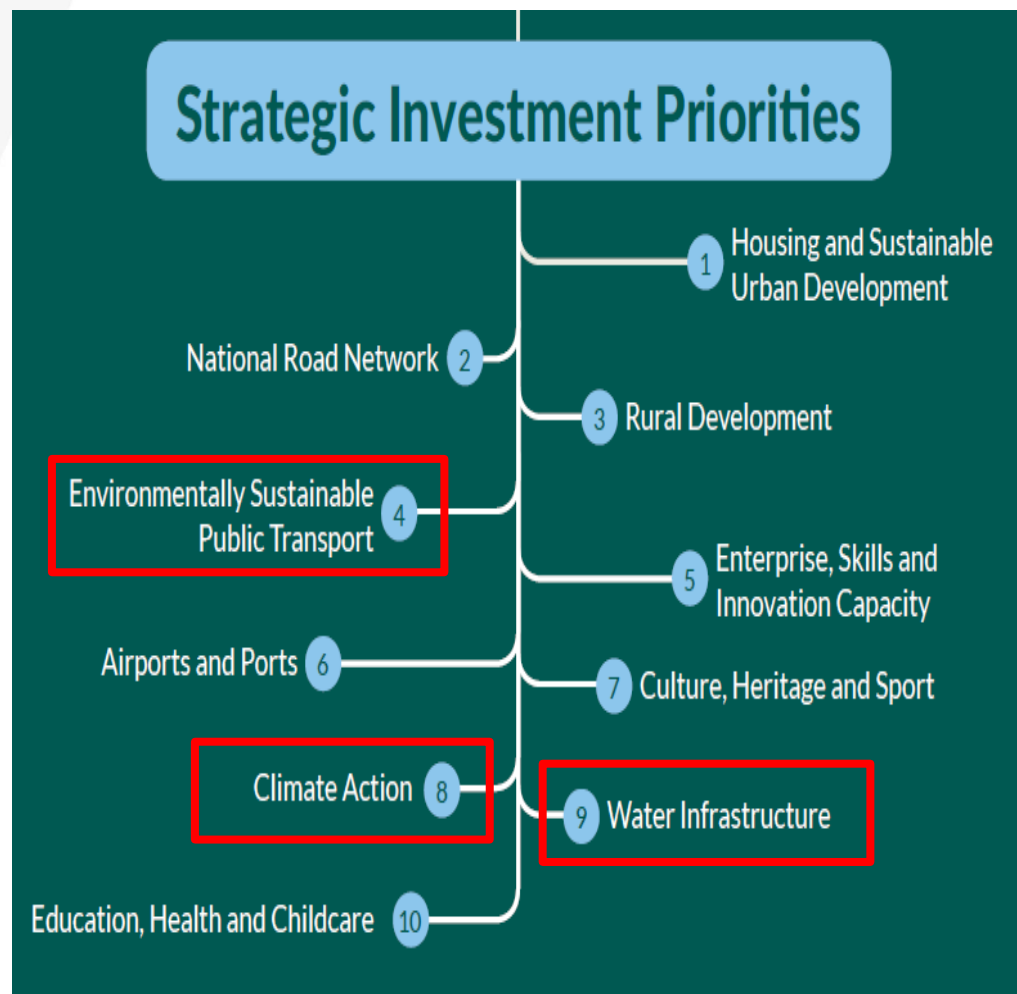 Strategic Investment Priorities
1 Housing and Sustainable
Urban Development
National Road Network 2
3 Rural Development
Environmentally Sustainable
Public Transport 4
5 Enterprise, Skills and
Innovation Capacity
Airports and Ports 6
7 Culture, Heritage and Sport
Climate Action 8
9 Water Infrastructure
Education, Health and Childcare 10